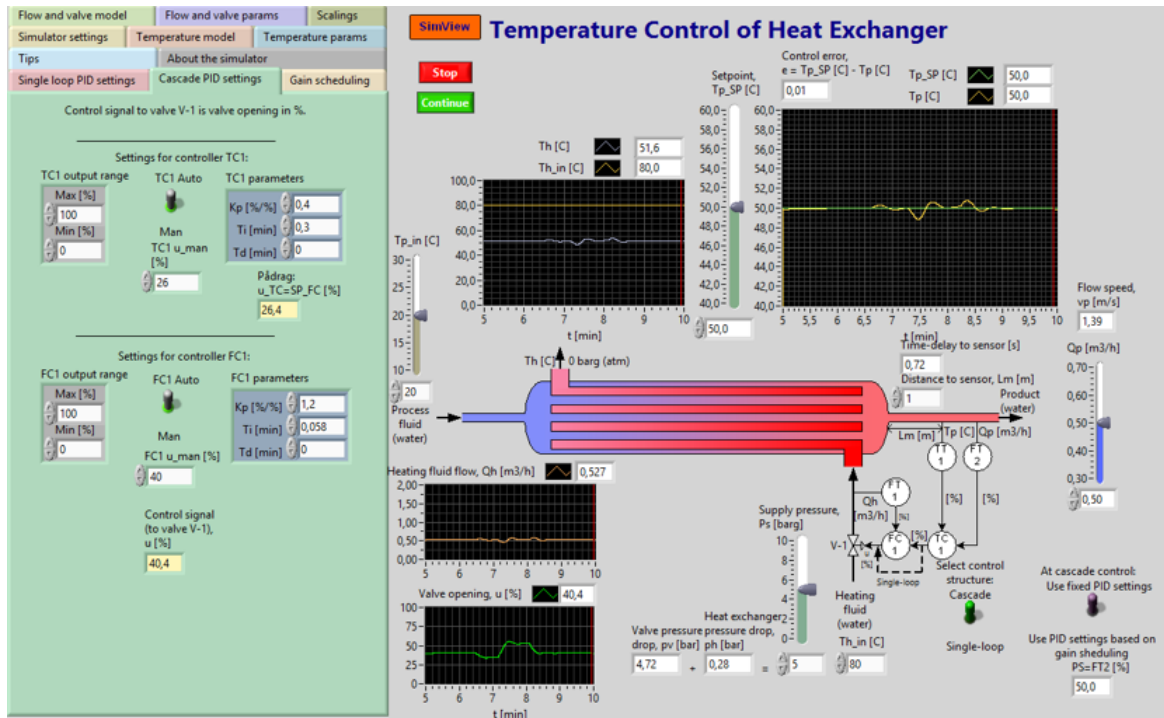 Flow and valve model
Flow and valve params
Scalings
Simulator settings
Temperature model
Temperature params
Tips
About the simulator
Single loop PID settings
Cascade PID settings
Gain scheduling
Control signal to valve V-1 is valve opening in %.
Settings for controller TC1:
TC1 output range
Max [%]
100
Min [%]
0
TC1 Auto
Man
TC1 u_man
[%]
26
TC1 parameters
Kp [%/%] 0,4
Ti [min] 0,3
Td [min] 0
Pådrag:
u_TC=SP_FC [%]
26,4
Settings for controller FC1:
FC1 output range
Max [%]
100
Min [%]
0
FC1 Auto
Man
FC1 u_man [%]
40
FC1 parameters
Kp [%/%] 1,2
Ti [min] 0,058
Td [min] 0
Control signal
(to valve V-1),
u [%]
40,4
SimView
Temperature Control of Heat Exchanger
Stop
Continue
Th [C] 51,6
Th_in [C] 80,0
100,0
80,0
60,0
40,0
20,0
0,0
5 6 7 8 9 10
t [min]
Tp_in [C]
30
25
20
15
10
20
Setpoint,
Tp_SP [C]
60,0
58,0
56,0
54,0
52,0
50,0
48,0
46,0
44,0
42,0
40,0
50,0
Control error,
e = Tp_SP [C] - Tp [C]
0,01
Tp_SP [C] 50,0
Tp [C] 50,0
60,0
58,0
56,0
54,0
52,0
50,0
48,0
46,0
44,0
42,0
40,0
5 5,5 6 6,5 7 7,5 8 8,5 9 9,5 10
t [min]
Flow speed,
vp [m/s]
1,39
Qp [m3/h]
0,70
0,60
0,50
0,40
0,30
0,50
Time-delay to sensor [s]
0,72
Distance to sensor, Lm [m]
1
Th [C] 0 barg (atm)
Process
fluid
(water)
Product
(water)
Lm [m]
Tp [C]
Qp [m3/h]
TT
1
FT
2
[%]
[%]
FT
1
Qh
[m3/h]
[%]
V-1
u
[%]
FC
1
[%]
TC
1
Single-loop
Heating
fluid
(water)
Th_in [C]
80
Heating fluid flow, Qh [m3/h] 0,527
2,00
1,50
1,00
0,50
0,00
5 6 7 8 9 10
Valve opening, u [%] 40,4
100
75
50
25
0
5 6 7 8 9 10
t [min]
Supply pressure,
Ps [barg]
10
8
6
4
2
0
Valve pressure
drop, pv [bar]
4,72
+
Heat exchanger
pressure drop,
ph [bar]
0,28
=
5
Select control
structure:
Cascade
Single-loop
At cascade control:
Use fixed PID settings
Use PID settings based on
gain sheduling
PS=FT2 [%]
50,0